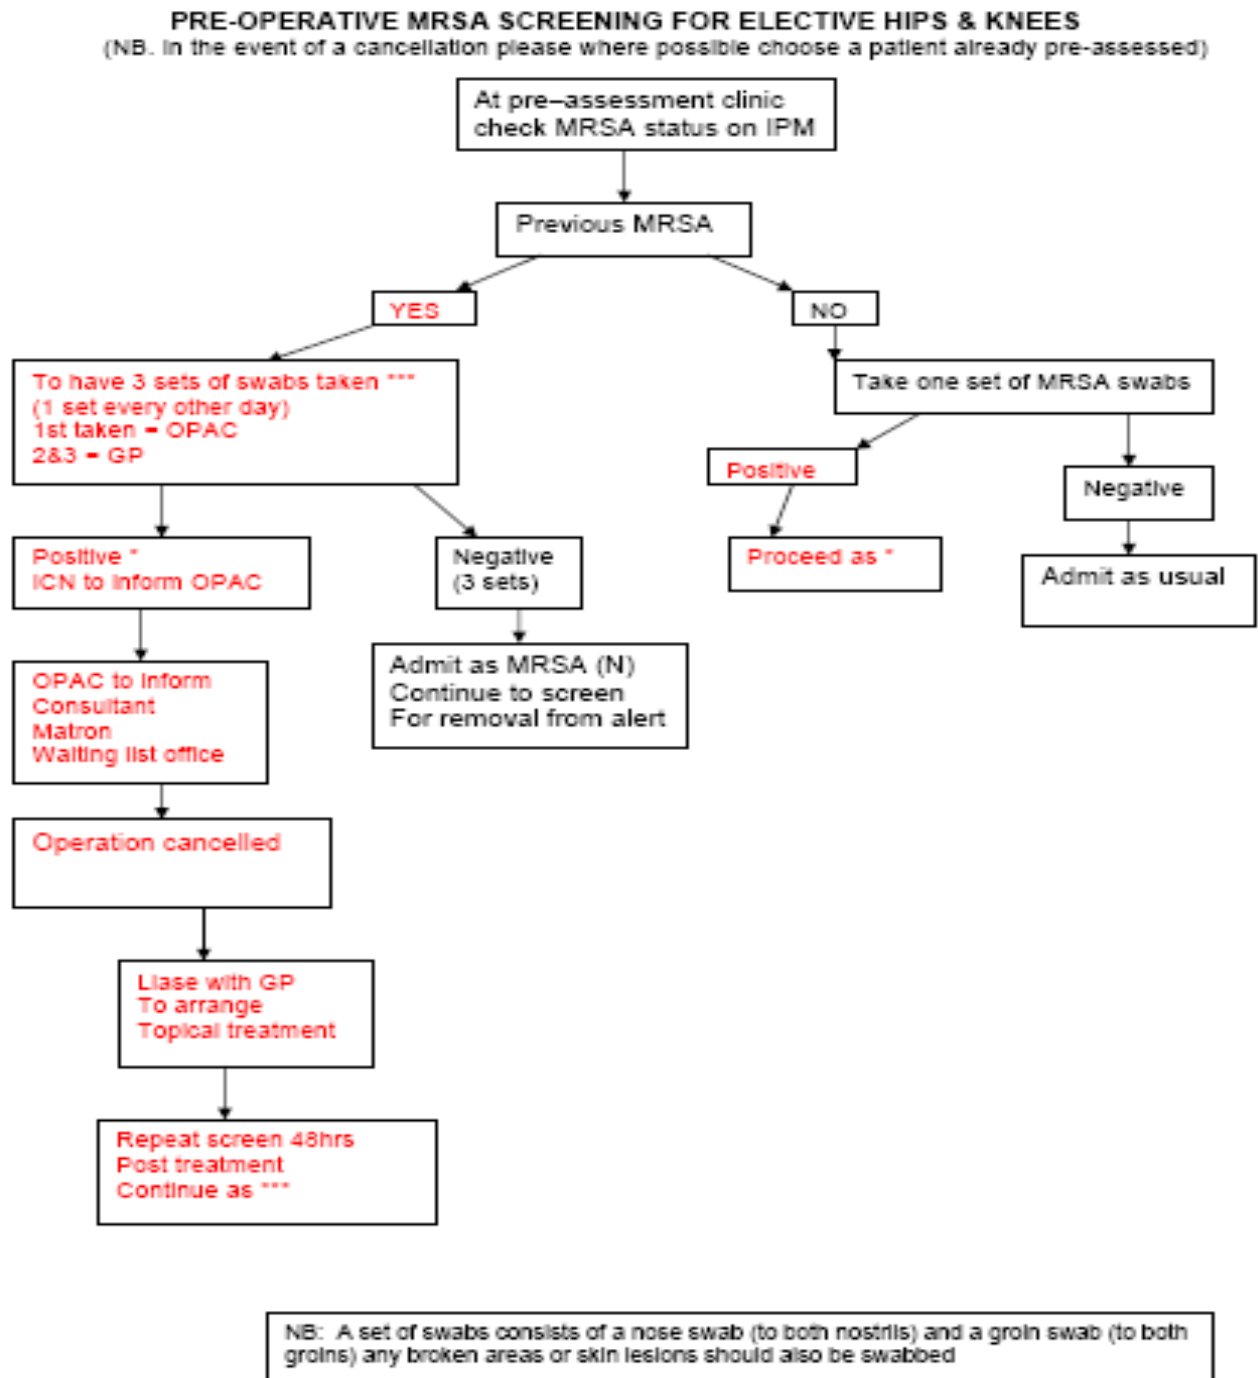 PRE-OPERATIVE MRSA SCREENING FOR ELECTIVE HIPS & KNEES
(NB. In the event of a cancellation please where possible choose a patient already pre-assessed)
At pre–assessment clinic
check MRSA status on IPM
Previous MRSA
YES
NO
To have 3 sets of swabs taken ***
(1 set every other day)
1st taken = OPAC
2&3 = GP
Take one set of MRSA swabs
Positive
Negative
Positive *
ICN to Inform OPAC
Negative
(3 sets)
Proceed as *
Admit as usual
OPAC to Inform
Consultant
Matron
Waiting list office
Admit as MRSA (N)
Continue to screen
For removal from alert
Operation cancelled
Liase with GP
To arrange
Topical treatment
Repeat screen 48hrs
Post treatment
Continue as ***
NB: A set of swabs consists of a nose swab (to both nostrils) and a groin swab (to both
groins) any broken areas or skin lesions should also be swabbed